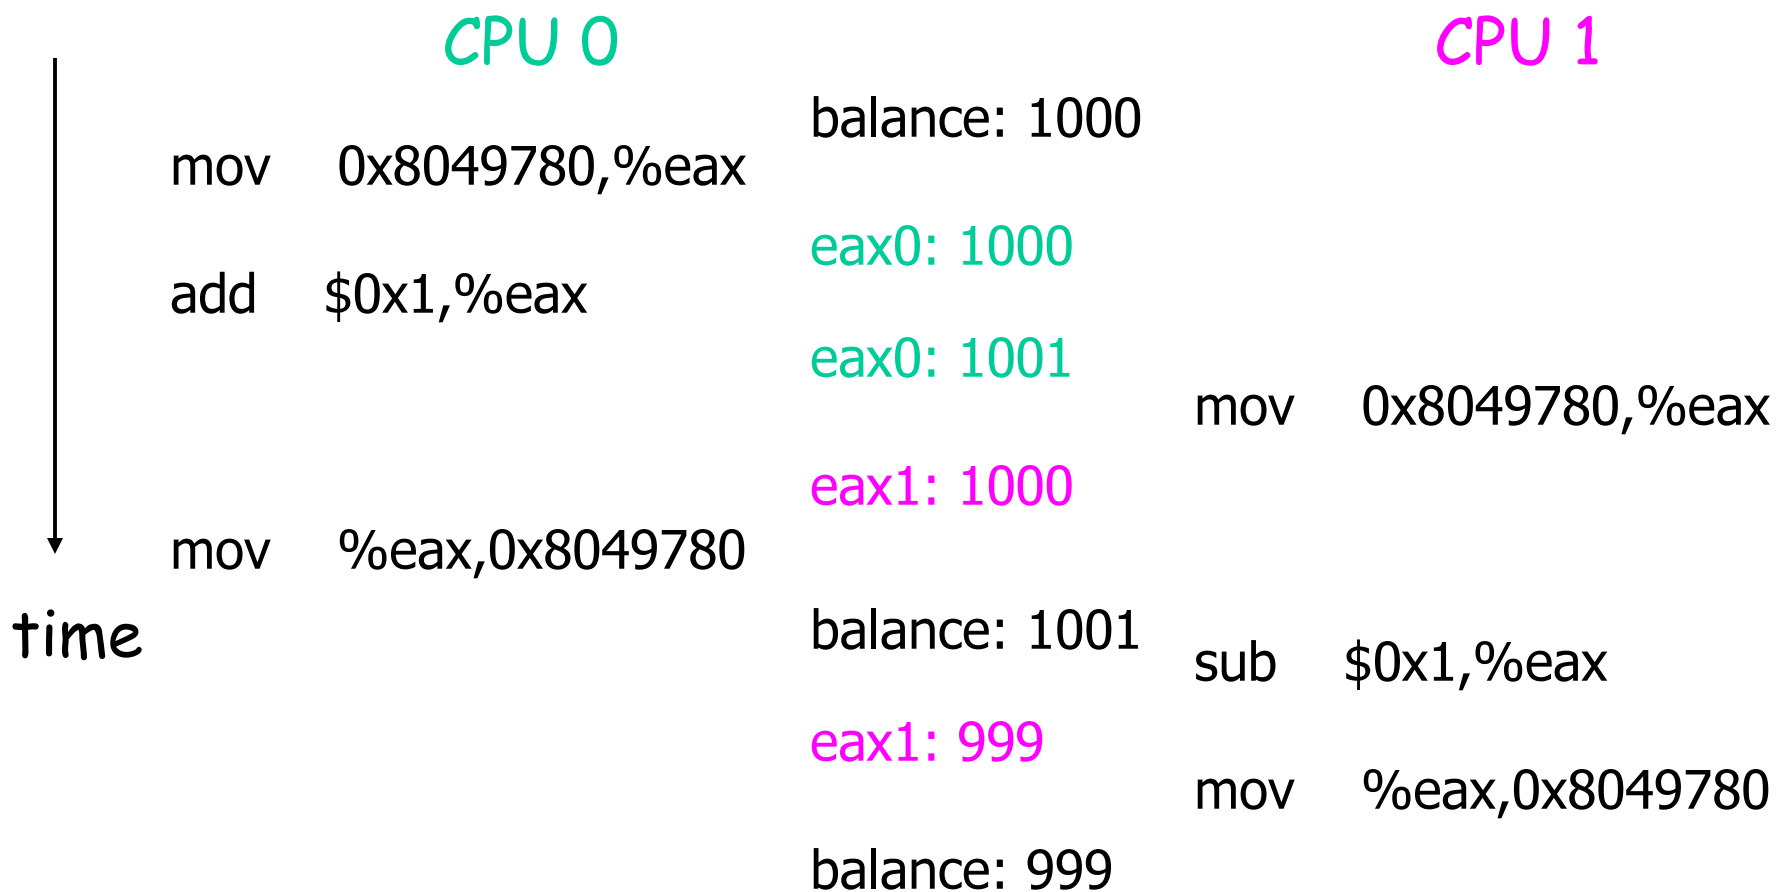 CPU 0
CPU 1
balance: 1000
mov 0x8049780,%eax
eax0: 1000
add $0x1,%eax
eax0: 1001
mov 0x8049780,%eax
eax1: 1000
mov %eax,0x8049780
time
balance: 1001
sub $0x1,%eax
eax1: 999
mov %eax,0x8049780
balance: 999